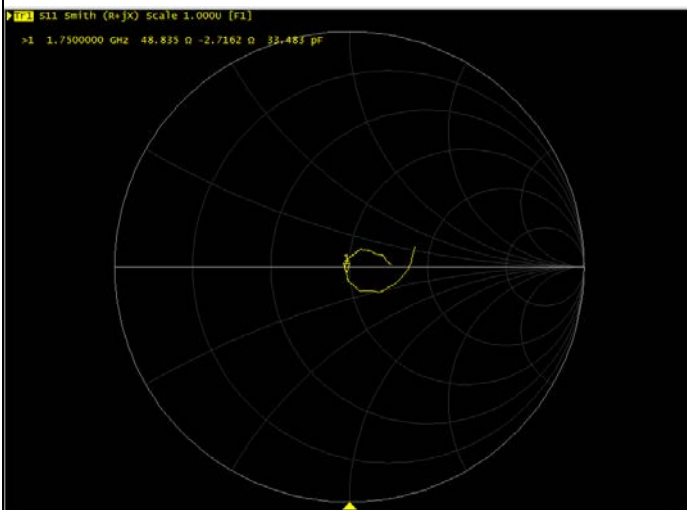 Tr1 S11 Smith (R+jX) Scale 1.000U [F1]
>1 1.7500000 GHz 48.835 Ω -2.7162 Ω 33.483 pF